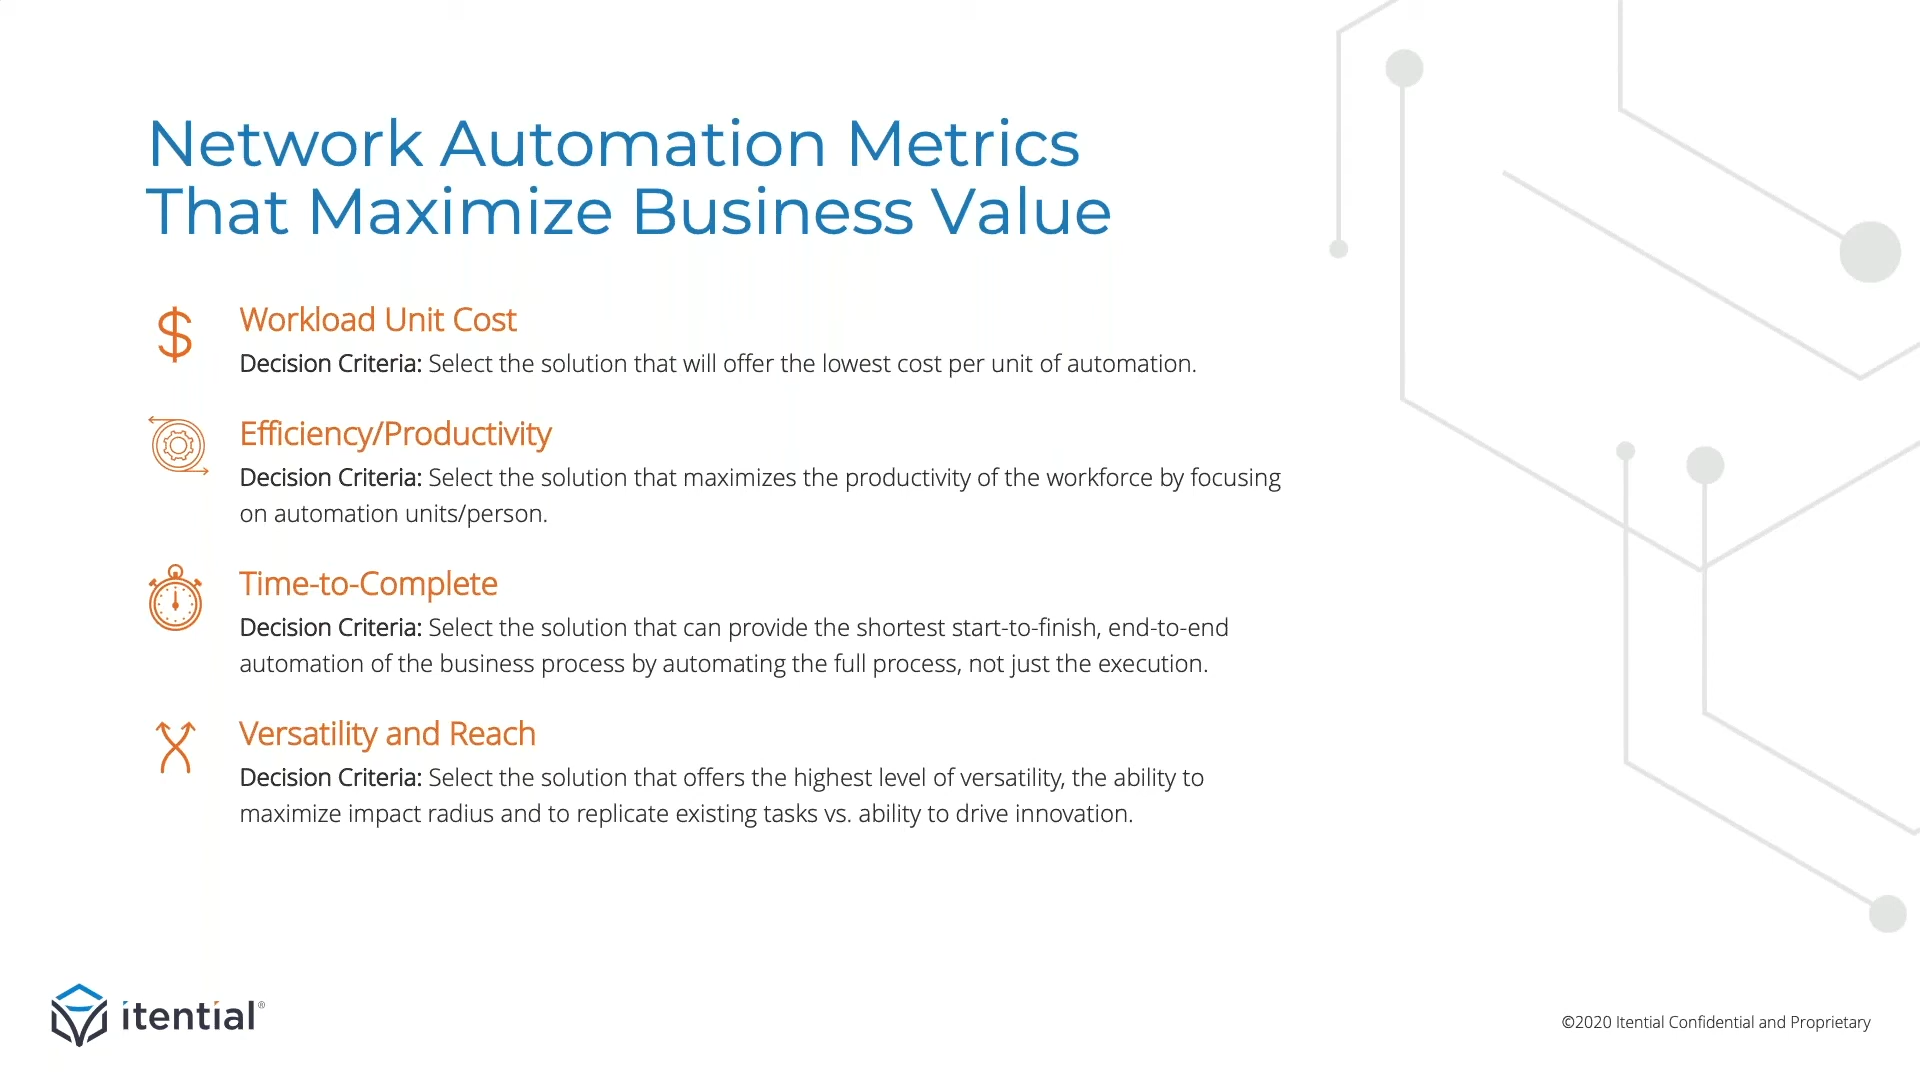 Network Automation Metrics
That Maximize Business Value
$
Workload Unit Cost
Decision Criteria: Select the solution that will offer the lowest cost per unit of automation.
Efficiency/Productivity
Decision Criteria: Select the solution that maximizes the productivity of the workforce by focusing
on automation units/person.
Time-to-Complete
Decision Criteria: Select the solution that can provide the shortest start-to-finish, end-to-end
automation of the business process by automating the full process, not just the execution.
Versatility and Reach
Decision Criteria: Select the solution that offers the highest level of versatility, the ability to
maximize impact radius and to replicate existing tasks vs. ability to drive innovation.
itential®
©2020 Itential Confidential and Proprietary